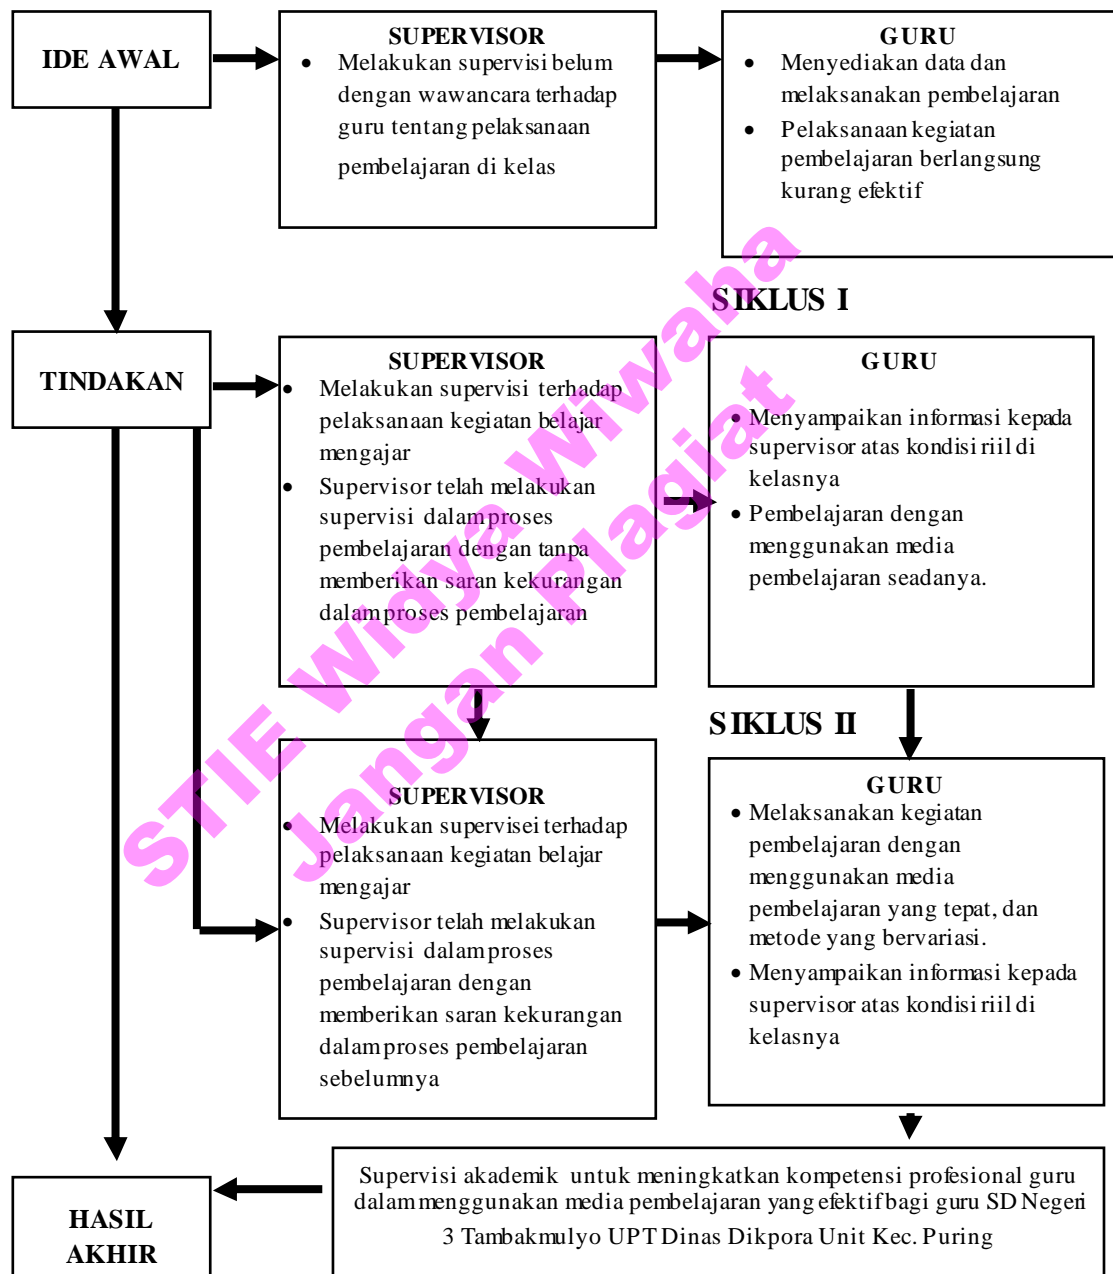 IDE AWAL
SUPERVISOR
• Melakukan supervisi belum
dengan wawancara terhadap
guru tentang pelaksanaan
pembelajaran di kelas
GURU
• Menyediakan data dan
melaksanakan pembelajaran
• Pelaksanaan kegiatan
pembelajaran berlangsung
kurang efektif
SIKLUS I
TINDAKAN
SUPERVISOR
• Melakukan supervisi terhadap
pelaksanaan kegiatan belajar
mengajar
• Supervisor telah melakukan
supervisi dalam proses
pembelajaran dengan tanpa
memberikan saran kekurangan
dalam proses pembelajaran
GURU
• Menyampaikan informasi kepada
supervisor atas kondisi riil di
kelasnya
• Pembelajaran dengan
menggunakan media
pembelajaran seadanya.
SIKLUS II
SUPERVISOR
• Melakukan supervisei terhadap
pelaksanaan kegiatan belajar
mengajar
• Supervisor telah melakukan
supervisi dalam proses
pembelajaran dengan
memberikan saran kekurangan
dalam proses pembelajaran
sebelumnya
GURU
• Melaksanakan kegiatan
pembelajaran dengan
menggunakan media
pembelajaran yang tepat, dan
metode yang bervariasi.
• Menyampaikan informasi kepada
supervisor atas kondisi riil di
kelasnya
HASIL
AKHIR
Supervisi akademik untuk meningkatkan kompetensi profesional guru
dalam menggunakan media pembelajaran yang efektif bagi guru SD Negeri
3 Tambakmulyo UPT Dinas Dikpora Unit Kec. Puring
STIE Widya Wiwaha
Jangan Plagiat